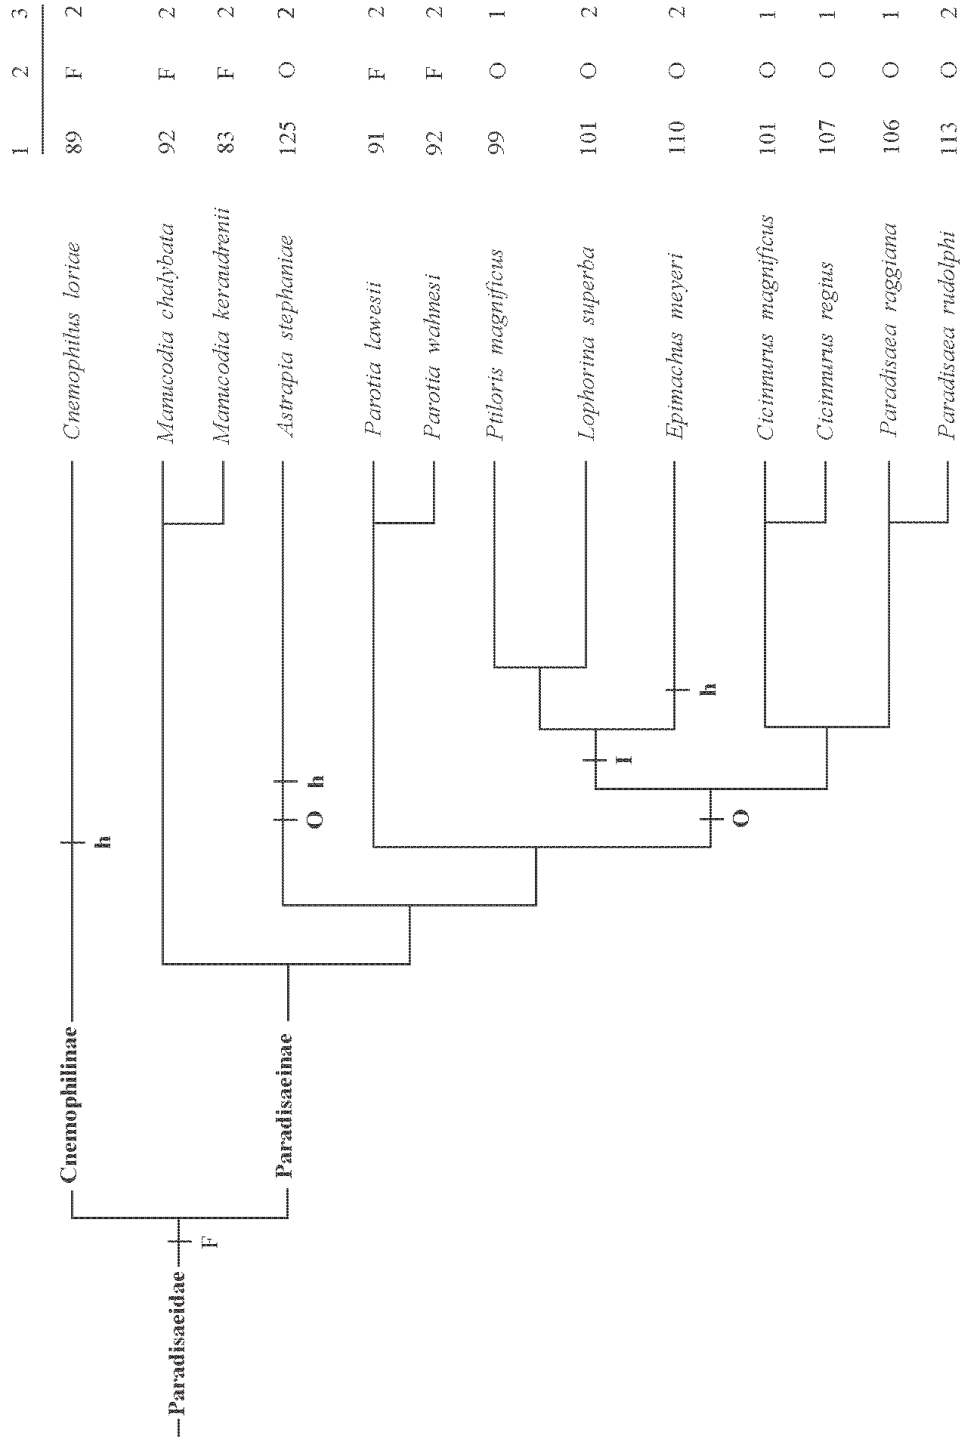 1 2 3
Cnemophilus loriae 89 F 2
Manucodia chalybata 92 F 2
Manucodia keraudrenii 83 F 2
Astrapia stephaniae 125 O 2
Parotia lawesii 91 F 2
Parotia wahnesi 92 F 2
Ptiloris magnificus 99 O 1
Lophorina superba 101 O 2
Epimachus meyeri 110 O 2
Cicinnurus magnificus 101 O 1
Cicinnurus regius 107 O 1
Paradisaea raggiana 106 O 1
Paradisaea rudolphi 113 O 2
Paradisaeidae
F
Cnemophilinae
h
Paradisaeinae
O h
O
I
h